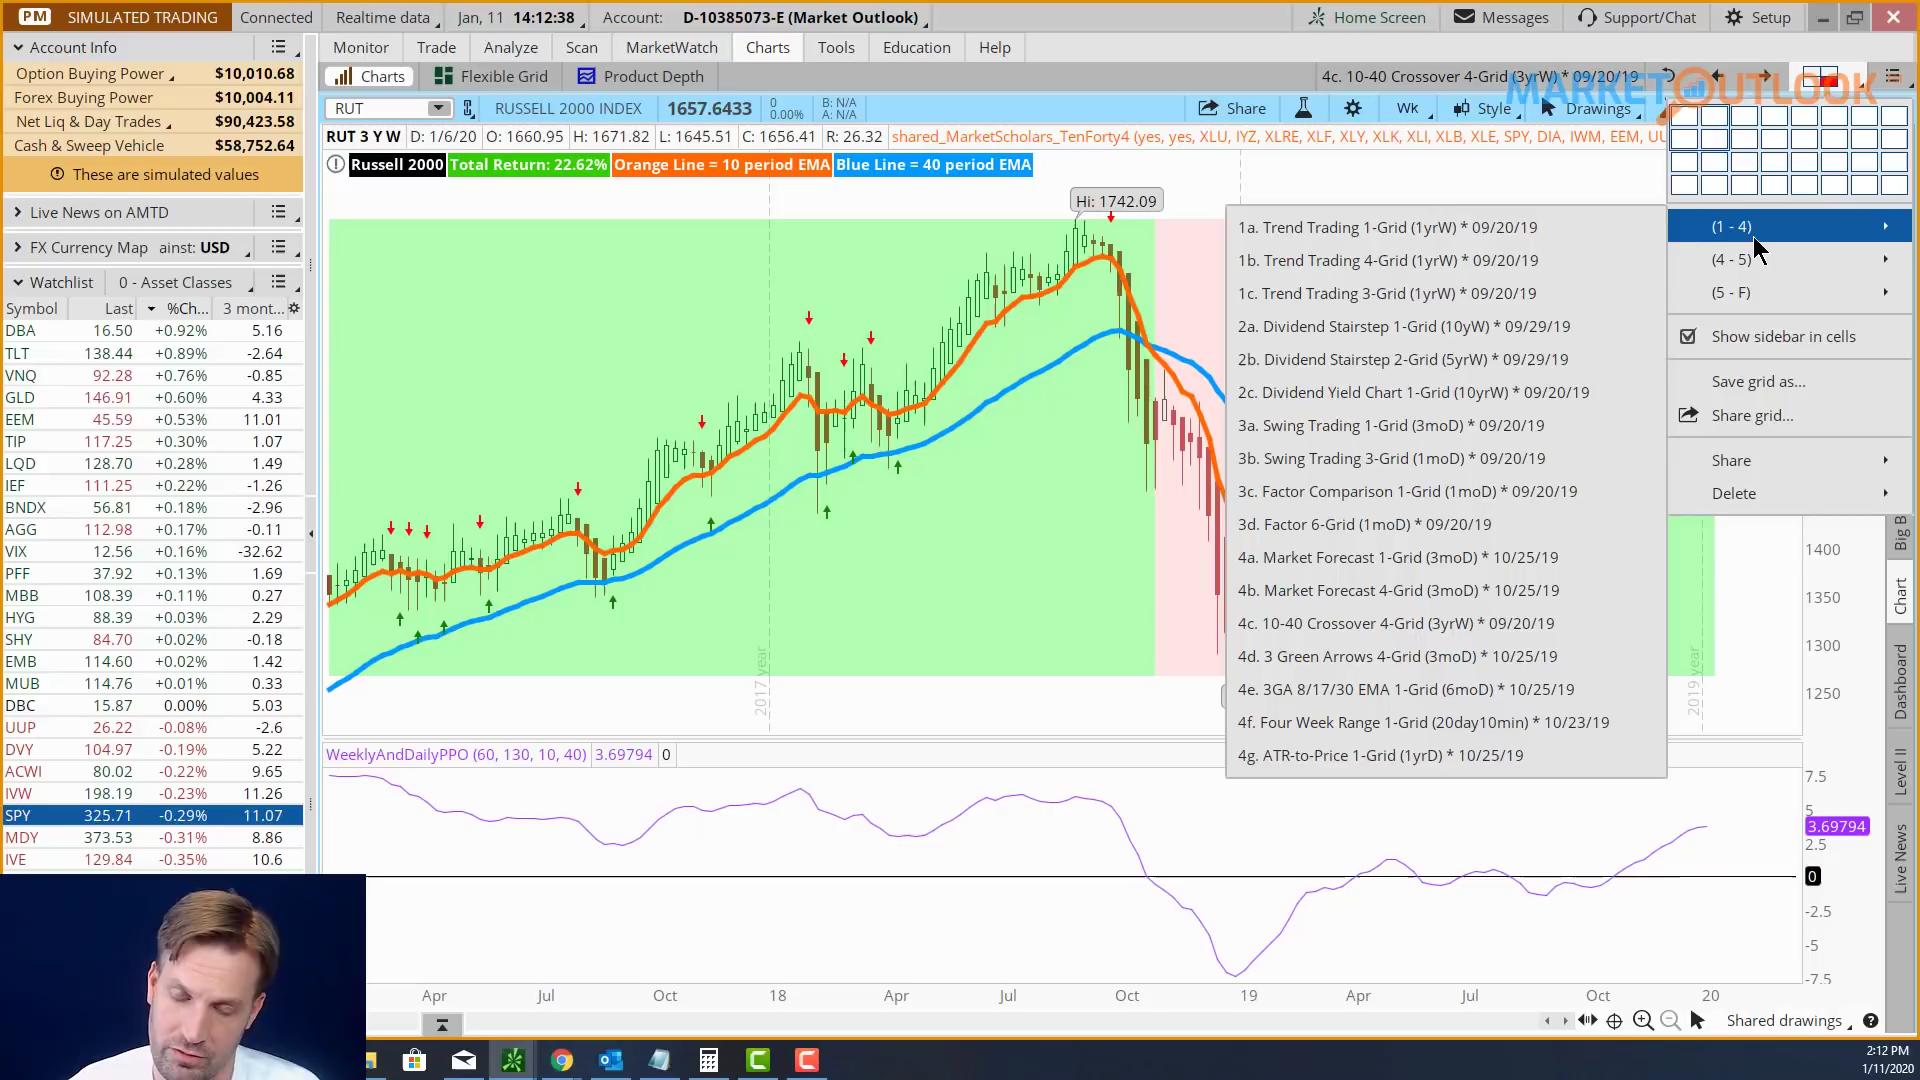 PM SIMULATED TRADING Connected Realtime data Jan, 11 14:12:38 Account: D-10385073-E (Market Outlook) Home Screen Messages Support/Chat Setup
Account Info
Monitor Trade Analyze Scan MarketWatch Charts Tools Education Help
Option Buying Power $10,010.68
Forex Buying Power $10,004.11
Net Liq & Day Trades $90,423.58
Cash & Sweep Vehicle $58,752.64
These are simulated values
Live News on AMTD
FX Currency Map ainst: USD
Watchlist 0 - Asset Classes
Symbol Last %Ch... 3 mont...
DBA 16.50 +0.92% 5.16
TLT 138.44 +0.89% -2.64
VNQ 92.28 +0.76% -0.85
GLD 146.91 +0.60% 4.33
EEM 45.59 +0.53% 11.01
TIP 117.25 +0.30% 1.07
LQD 128.70 +0.28% 1.49
IEF 111.25 +0.22% -1.26
BNDX 56.81 +0.18% -2.96
AGG 112.98 +0.17% -0.11
VIX 12.56 +0.16% -32.62
PFF 37.92 +0.13% 1.69
MBB 108.39 +0.11% 0.27
HYG 88.39 +0.03% 2.29
SHY 84.70 +0.02% -0.18
EMB 114.60 +0.02% 1.42
MUB 114.76 +0.01% 0.33
DBC 15.87 0.00% 5.03
UUP 26.22 -0.08% -2.6
DVY 104.97 -0.19% 5.22
ACWI 80.02 -0.22% 9.65
IVW 198.19 -0.23% 11.26
SPY 325.71 -0.29% 11.07
MDY 373.53 -0.31% 8.86
IVE 129.84 -0.35% 10.6
Charts Flexible Grid Product Depth 4c. 10-40 Crossover 4-Grid (3yrW) * 09/20/19
MARKET OUTLOOK
RUT RUSSELL 2000 INDEX 1657.6433 0 0.00% B: N/A A: N/A Share Wk Style Drawings
RUT 3 Y W D: 1/6/20 O: 1660.95 H: 1671.82 L: 1645.51 C: 1656.41 R: 26.32 shared_MarketScholars_TenForty4 (yes, yes, XLU, IYZ, XLRE, XLF, XLY, XLK, XLI, XLB, XLE, SPY, DIA, IWM, EEM, UU
Russell 2000 Total Return: 22.62% Orange Line = 10 period EMA Blue Line = 40 period EMA
Hi: 1742.09
2017 year
2019 year
1a. Trend Trading 1-Grid (1yrW) * 09/20/19
1b. Trend Trading 4-Grid (1yrW) * 09/20/19
1c. Trend Trading 3-Grid (1yrW) * 09/20/19
2a. Dividend Stairstep 1-Grid (10yW) * 09/29/19
2b. Dividend Stairstep 2-Grid (5yrW) * 09/29/19
2c. Dividend Yield Chart 1-Grid (10yrW) * 09/20/19
3a. Swing Trading 1-Grid (3moD) * 09/20/19
3b. Swing Trading 3-Grid (1moD) * 09/20/19
3c. Factor Comparison 1-Grid (1moD) * 09/20/19
3d. Factor 6-Grid (1moD) * 09/20/19
4a. Market Forecast 1-Grid (3moD) * 10/25/19
4b. Market Forecast 4-Grid (3moD) * 10/25/19
4c. 10-40 Crossover 4-Grid (3yrW) * 09/20/19
4d. 3 Green Arrows 4-Grid (3moD) * 10/25/19
4e. 3GA 8/17/30 EMA 1-Grid (6moD) * 10/25/19
4f. Four Week Range 1-Grid (20day10min) * 10/23/19
4g. ATR-to-Price 1-Grid (1yrD) * 10/25/19
(1 - 4)
(4 - 5)
(5 - F)
Show sidebar in cells
Save grid as...
Share grid...
Share
Delete
1400
1350
1300
1250
Big B
Chart
Dashboard
Level II
Live News
WeeklyAndDailyPPO (60, 130, 10, 40) 3.69794 0
7.5
5
3.69794
2.5
0
-2.5
-5
-7.5
Apr Jul Oct 18 Apr Jul Oct 19 Apr Jul Oct 20
Shared drawings
2:12 PM
1/11/2020